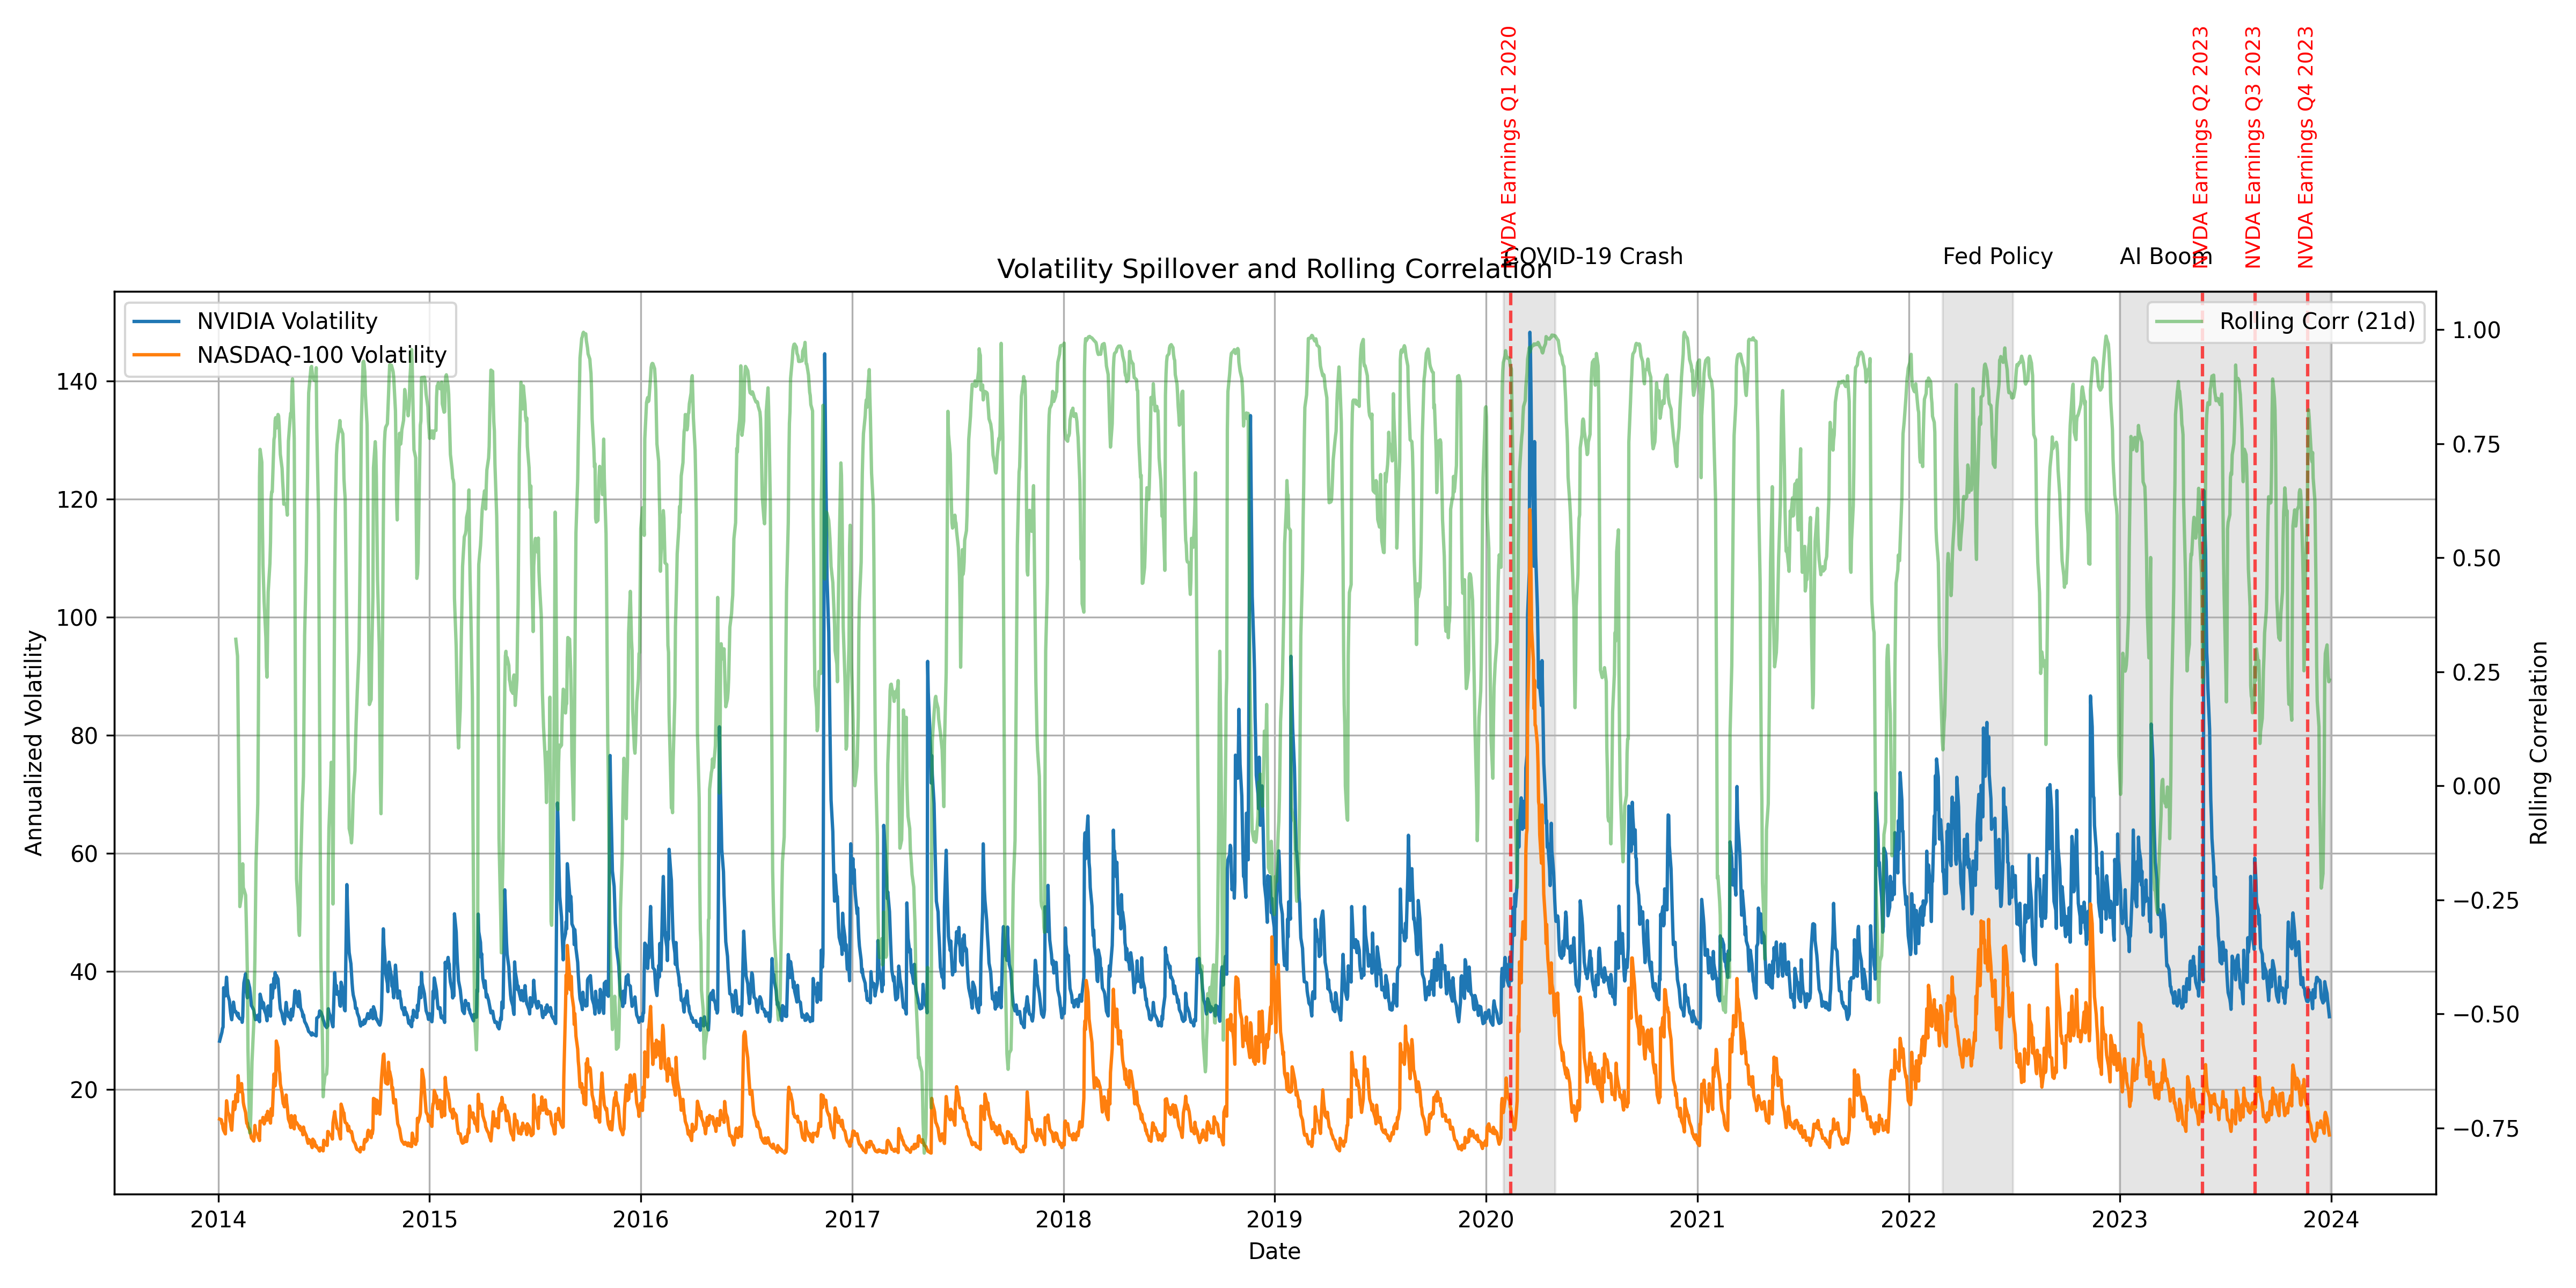 NVDA Earnings Q1 2020
NVDA Earnings Q2 2023
NVDA Earnings Q3 2023
NVDA Earnings Q4 2023
COVID-19 Crash
Fed Policy
AI Boom
Volatility Spillover and Rolling Correlation
NVIDIA Volatility
NASDAQ-100 Volatility
Rolling Corr (21d)
Annualized Volatility
140
120
100
80
60
40
20
1.00
0.75
0.50
0.25
0.00
−0.25
−0.50
−0.75
Rolling Correlation
2014 2015 2016 2017 2018 2019 2020 2021 2022 2023 2024
Date